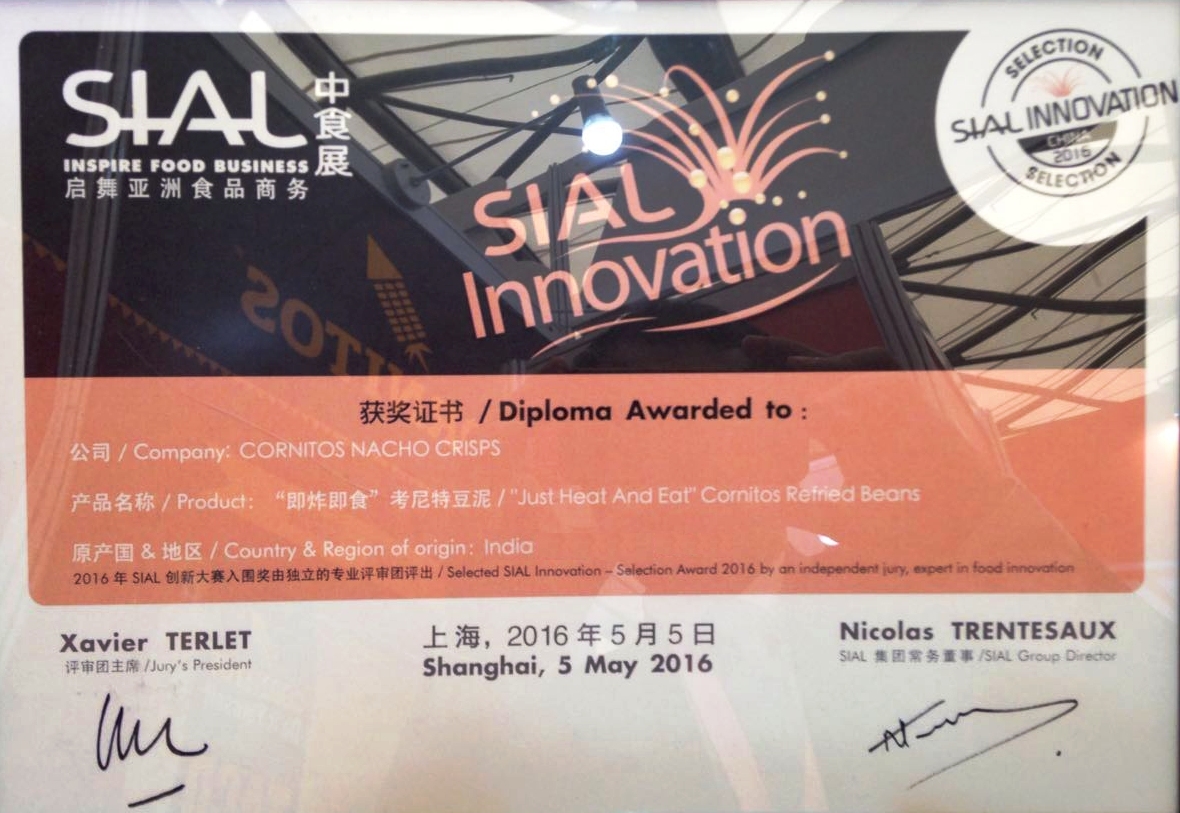 SIAL 中食展
INSPIRE FOOD BUSINESS
启舞亚洲食品商务
SIAL
Innovation
SELECTION
SIAL INNOVATION
CHINA
2016
SELECTION
获奖证书 / Diploma Awarded to :
公司 / Company: CORNITOS NACHO CRISPS
产品名称 / Product: “即炸即食”考尼特豆泥 / "Just Heat And Eat" Cornitos Refried Beans
原产国 & 地区 / Country & Region of origin: India
2016 年 SIAL 创新大赛入围奖由独立的专业评审团评出 / Selected SIAL Innovation – Selection Award 2016 by an independent jury, expert in food innovation
Xavier TERLET
评审团主席 /Jury's President
上海, 2016 年 5 月 5 日
Shanghai, 5 May 2016
Nicolas TRENTESAUX
SIAL 集团常务董事 /SIAL Group Director